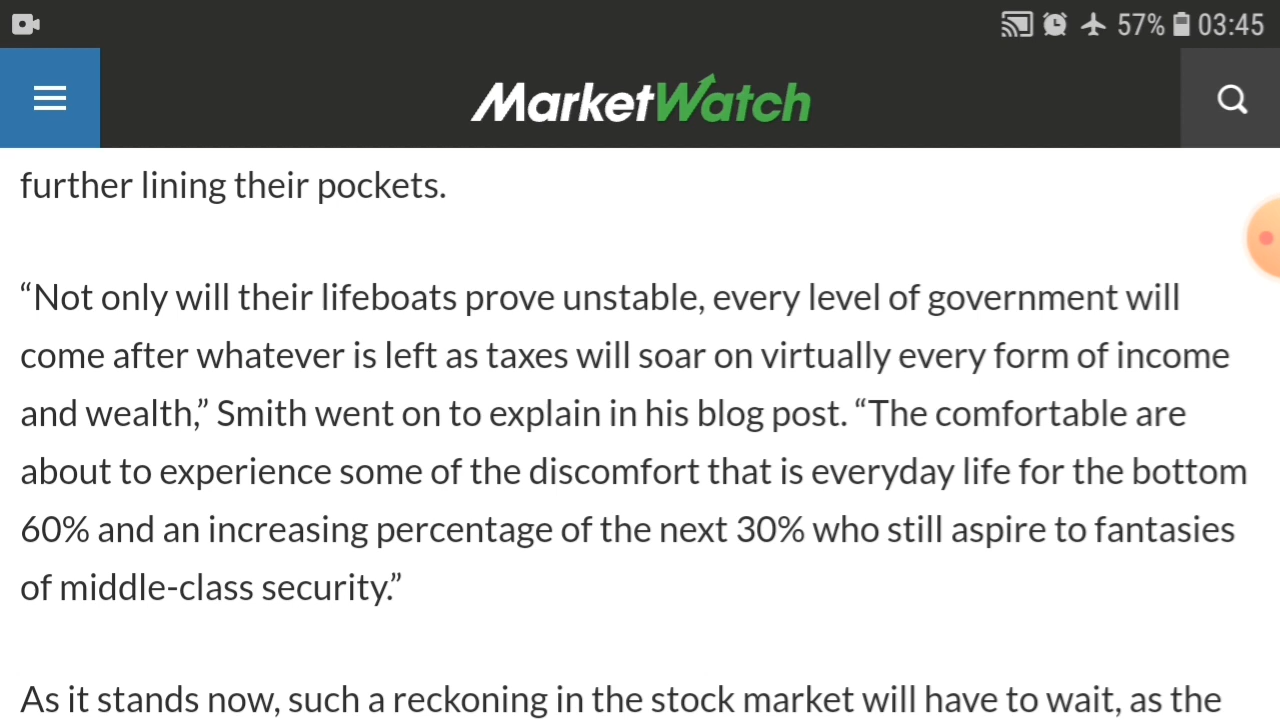 57% 03:45
MarketWatch
further lining their pockets.
“Not only will their lifeboats prove unstable, every level of government will
come after whatever is left as taxes will soar on virtually every form of income
and wealth,” Smith went on to explain in his blog post. “The comfortable are
about to experience some of the discomfort that is everyday life for the bottom
60% and an increasing percentage of the next 30% who still aspire to fantasies
of middle-class security.”
As it stands now, such a reckoning in the stock market will have to wait, as the